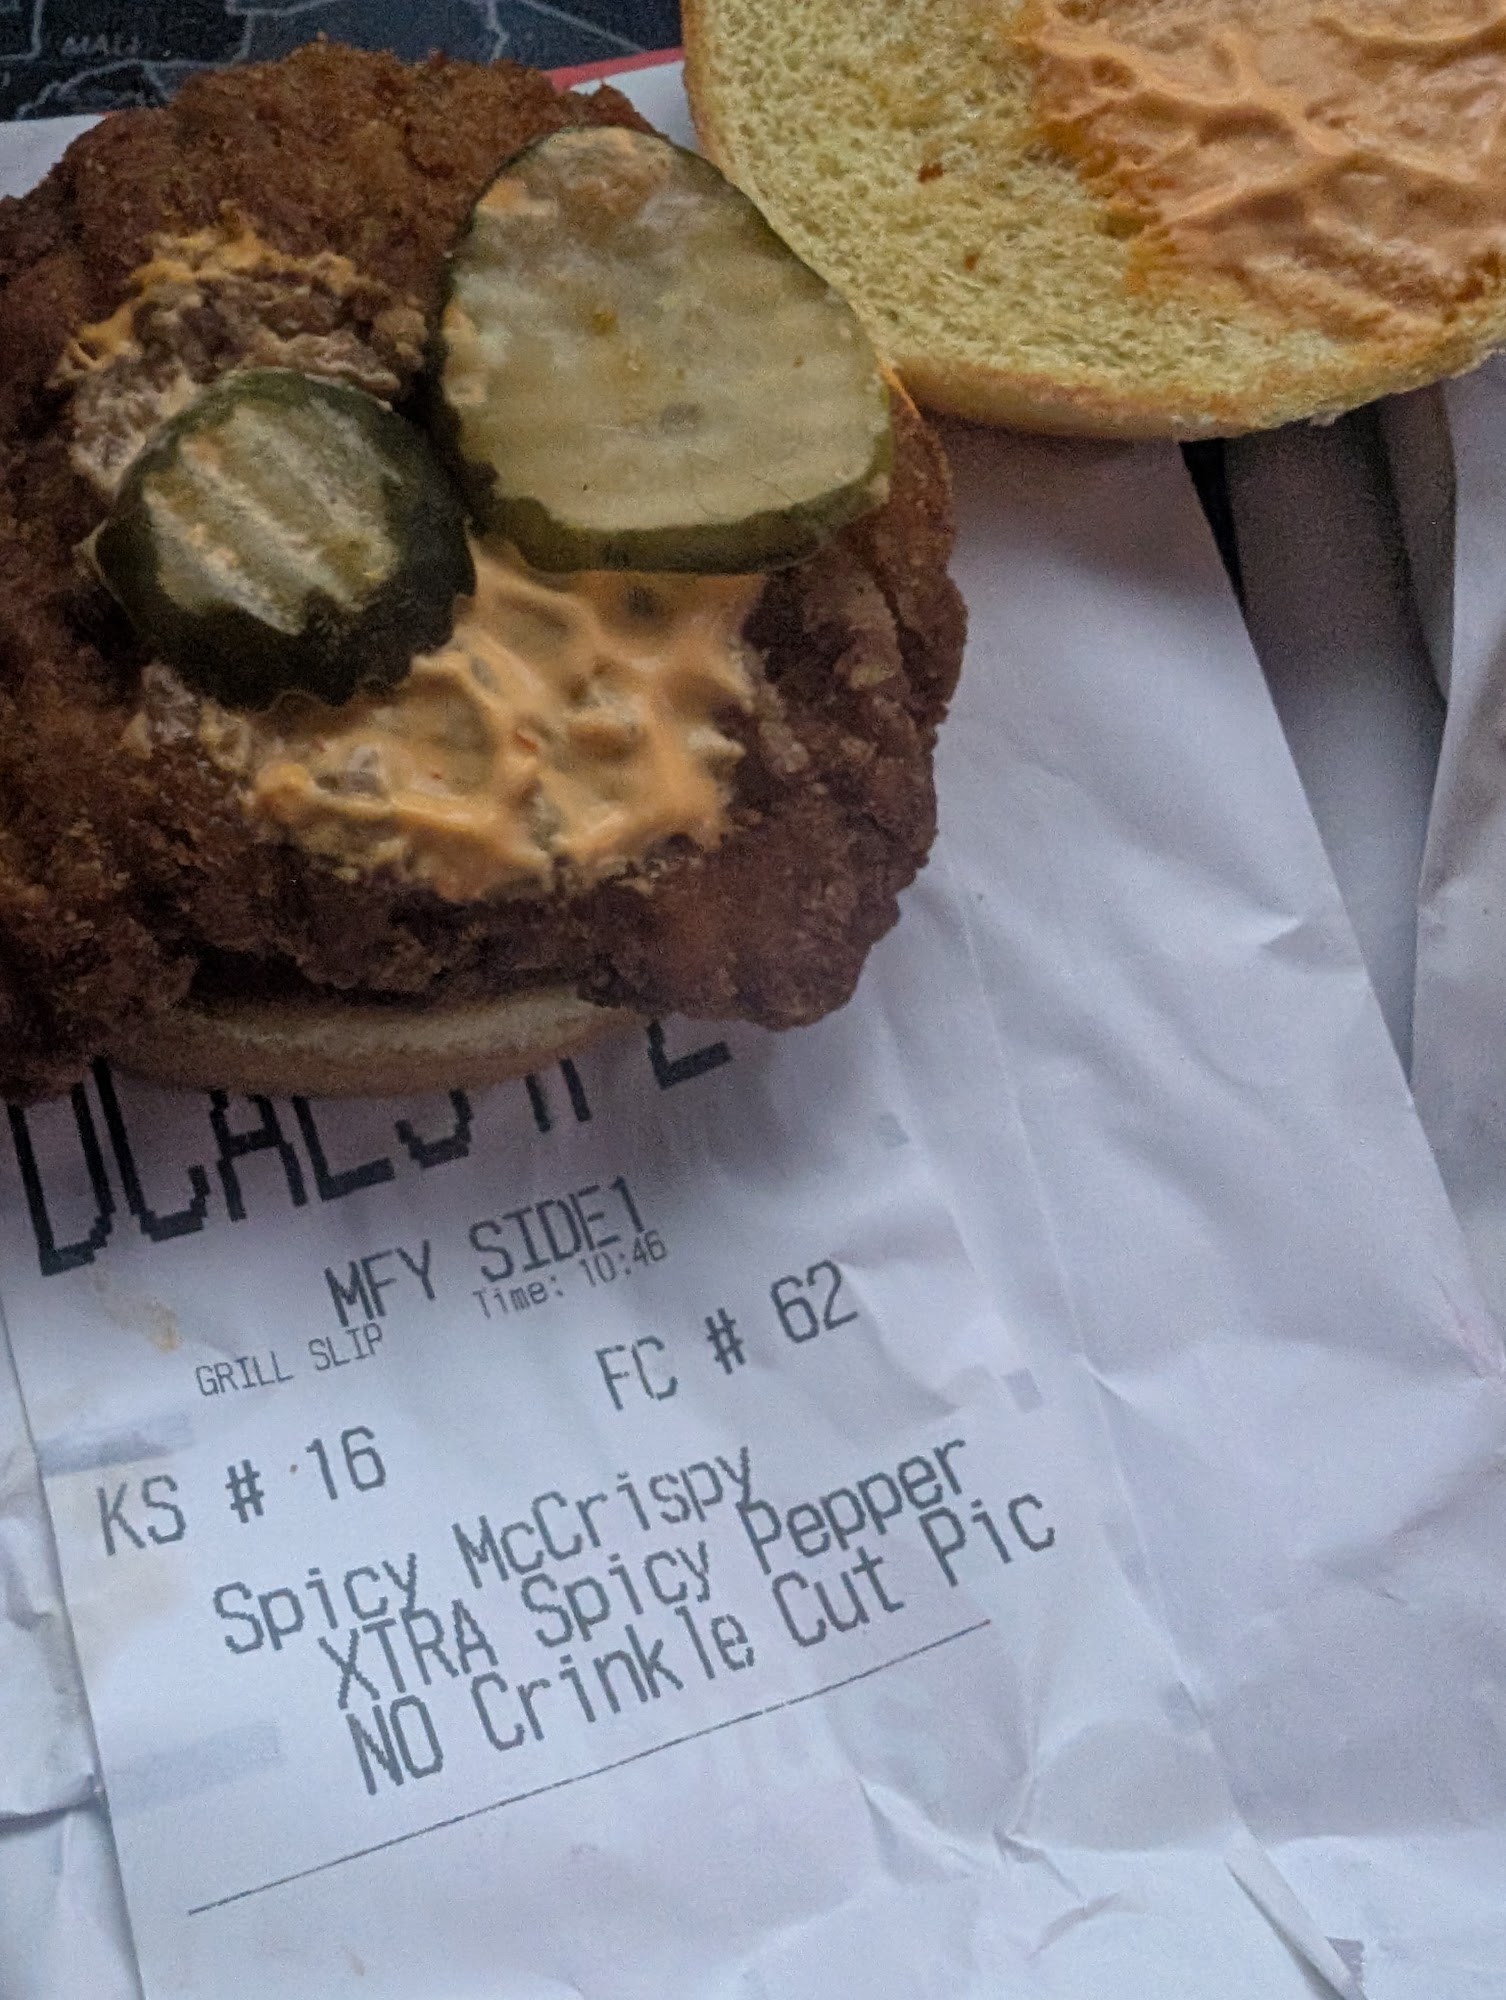 MALI
MFY SIDE1
Time: 10:46
GRILL SLIP
FC # 62
KS # 16
Spicy McCrispy
XTRA Spicy Pepper
NO Crinkle Cut Pic